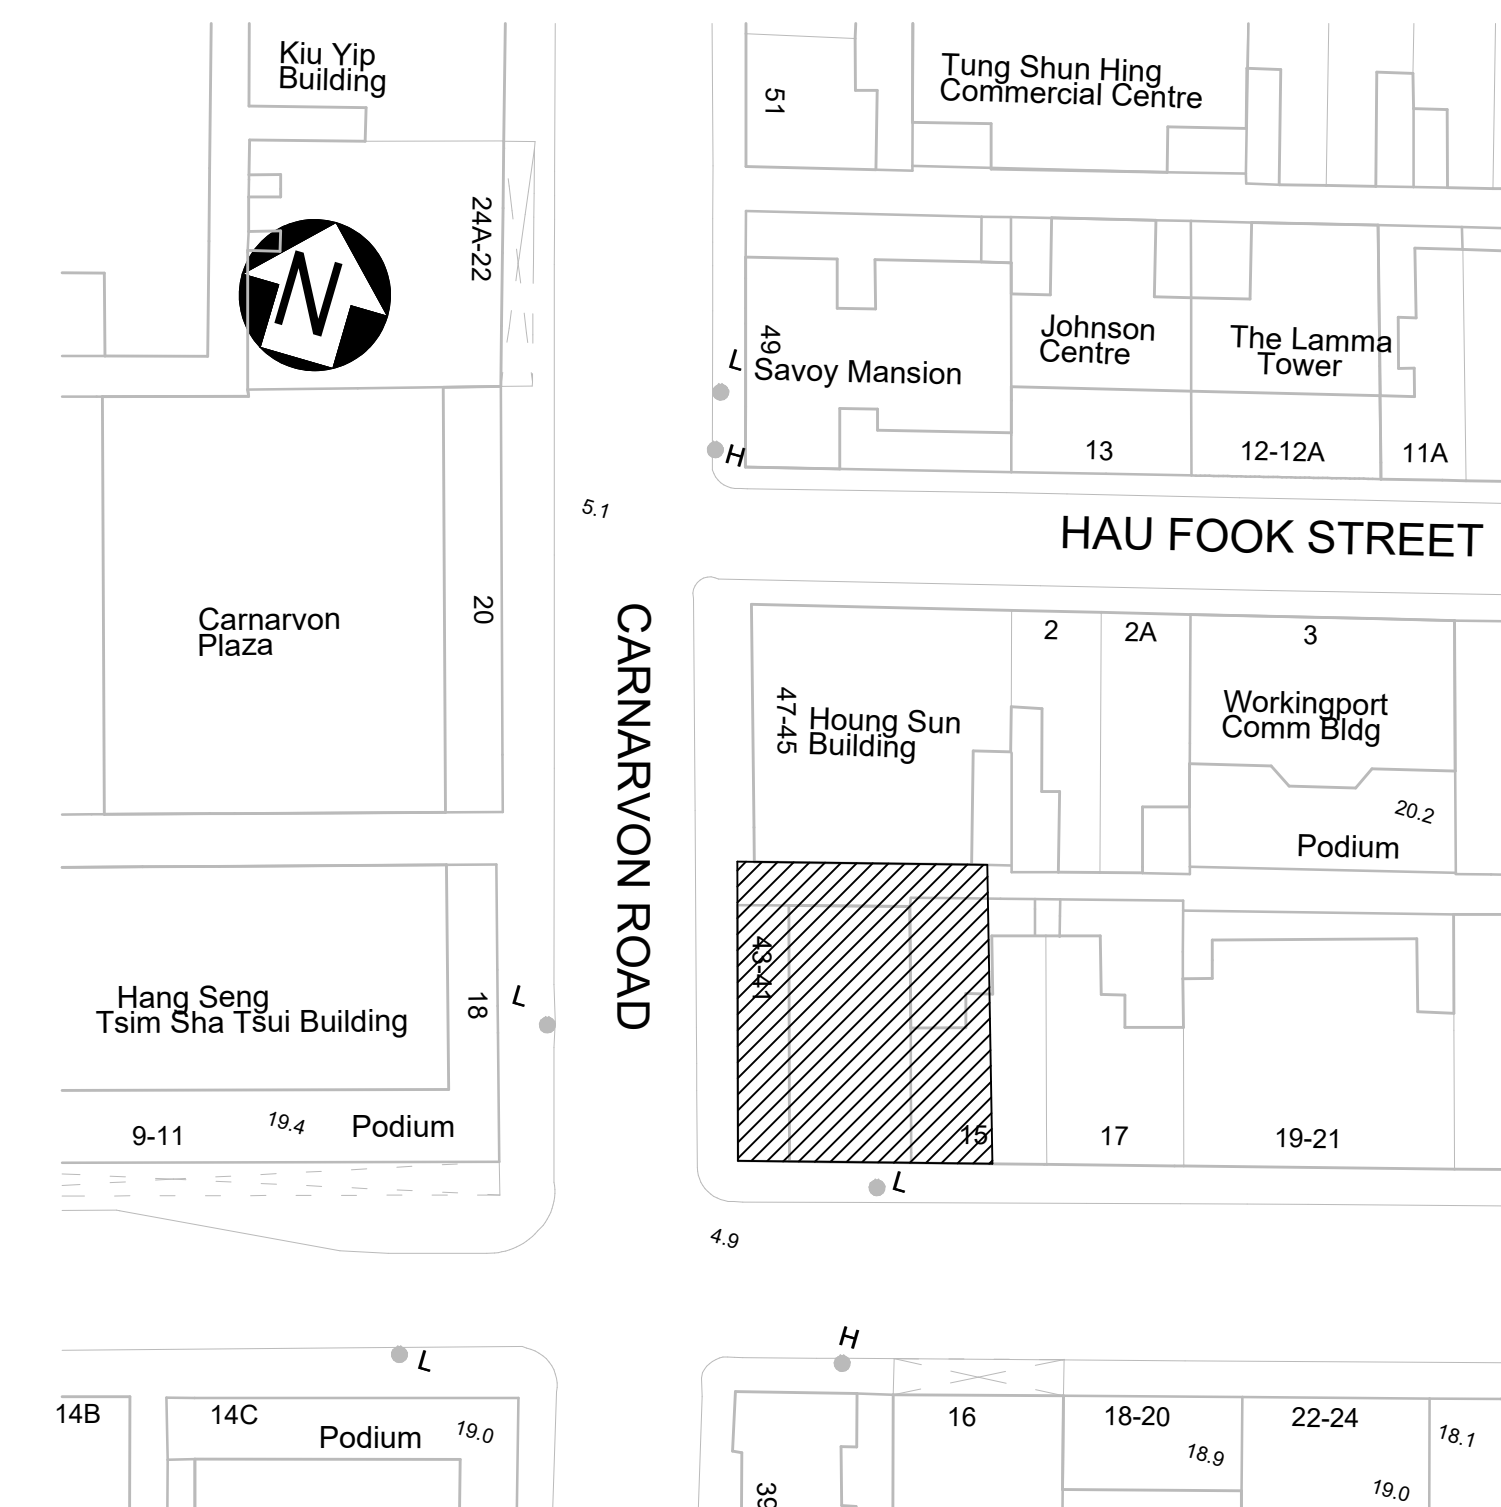 Kiu Yip
Building
Tung Shun Hing
Commercial Centre
51
24A-22
N
49
L
Savoy Mansion
H
Johnson
Centre
The Lamma
Tower
13
12-12A
11A
5.1
HAU FOOK STREET
Carnarvon
Plaza
20
CARNARVON ROAD
2
2A
3
47-45
Houng Sun
Building
Workingport
Comm Bldg
20.2
Podium
43-41
Hang Seng
Tsim Sha Tsui Building
18
L
9-11
19.4
Podium
15
17
19-21
L
4.9
H
L
14B
14C
Podium
19.0
16
18-20
22-24
18.9
18.1
19.0
39